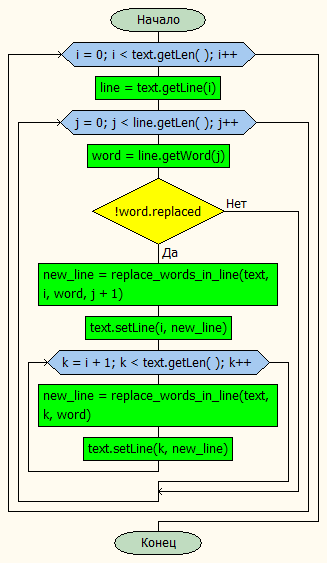 Начало
i = 0; i < text.getLen( ); i++
line = text.getLine(i)
j = 0; j < line.getLen( ); j++
word = line.getWord(j)
!word.replaced
Нет
Да
new_line = replace_words_in_line(text,
i, word, j + 1)
text.setLine(i, new_line)
k = i + 1; k < text.getLen( ); k++
new_line = replace_words_in_line(text,
k, word)
text.setLine(k, new_line)
Конец